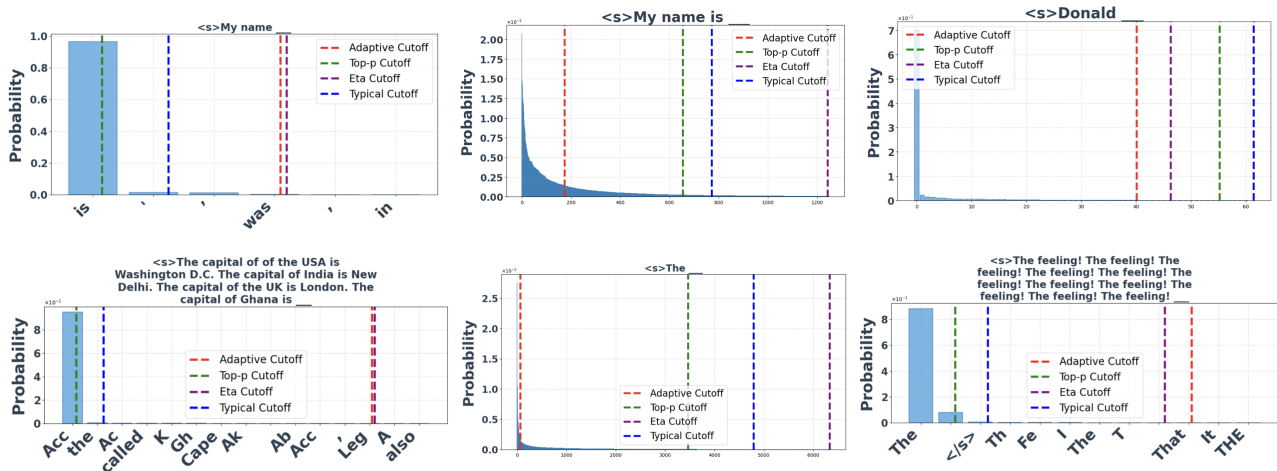 <s>My name __
Probability
1.0
0.8
0.6
0.4
0.2
0.0
Adaptive Cutoff
Top-p Cutoff
Eta Cutoff
Typical Cutoff
is
'
,
was
,
in
<s>My name is __
×10⁻²
Probability
2.00
1.75
1.50
1.25
1.00
0.75
0.50
0.25
0.00
Adaptive Cutoff
Top-p Cutoff
Eta Cutoff
Typical Cutoff
0 200 400 600 800 1000 1200
<s>Donald __
×10⁻¹
Probability
7
6
5
4
3
2
1
0
Adaptive Cutoff
Top-p Cutoff
Eta Cutoff
Typical Cutoff
0 10 20 30 40 50 60
<s>The capital of of the USA is
Washington D.C. The capital of India is New
Delhi. The capital of the UK is London. The
capital of Ghana is __
×10⁻¹
Probability
8
6
4
2
0
Adaptive Cutoff
Top-p Cutoff
Eta Cutoff
Typical Cutoff
Acc
the
Ac
called
K
Gh
Cape
Ak
Ab
Acc
,
Leg
A
also
<s>The __
Probability
2.5
2.0
1.5
1.0
0.5
0.0
Adaptive Cutoff
Top-p Cutoff
Eta Cutoff
Typical Cutoff
0 1000 2000 3000 4000 5000 6000
<s>The feeling! The feeling! The
feeling! The feeling! The feeling! The
feeling! The feeling! The feeling! The
feeling! The feeling! The feeling! __
×10⁻¹
Probability
8
6
4
2
0
Adaptive Cutoff
Top-p Cutoff
Eta Cutoff
Typical Cutoff
The
</s>
Th
Fe
I
The
T
That
It
THE